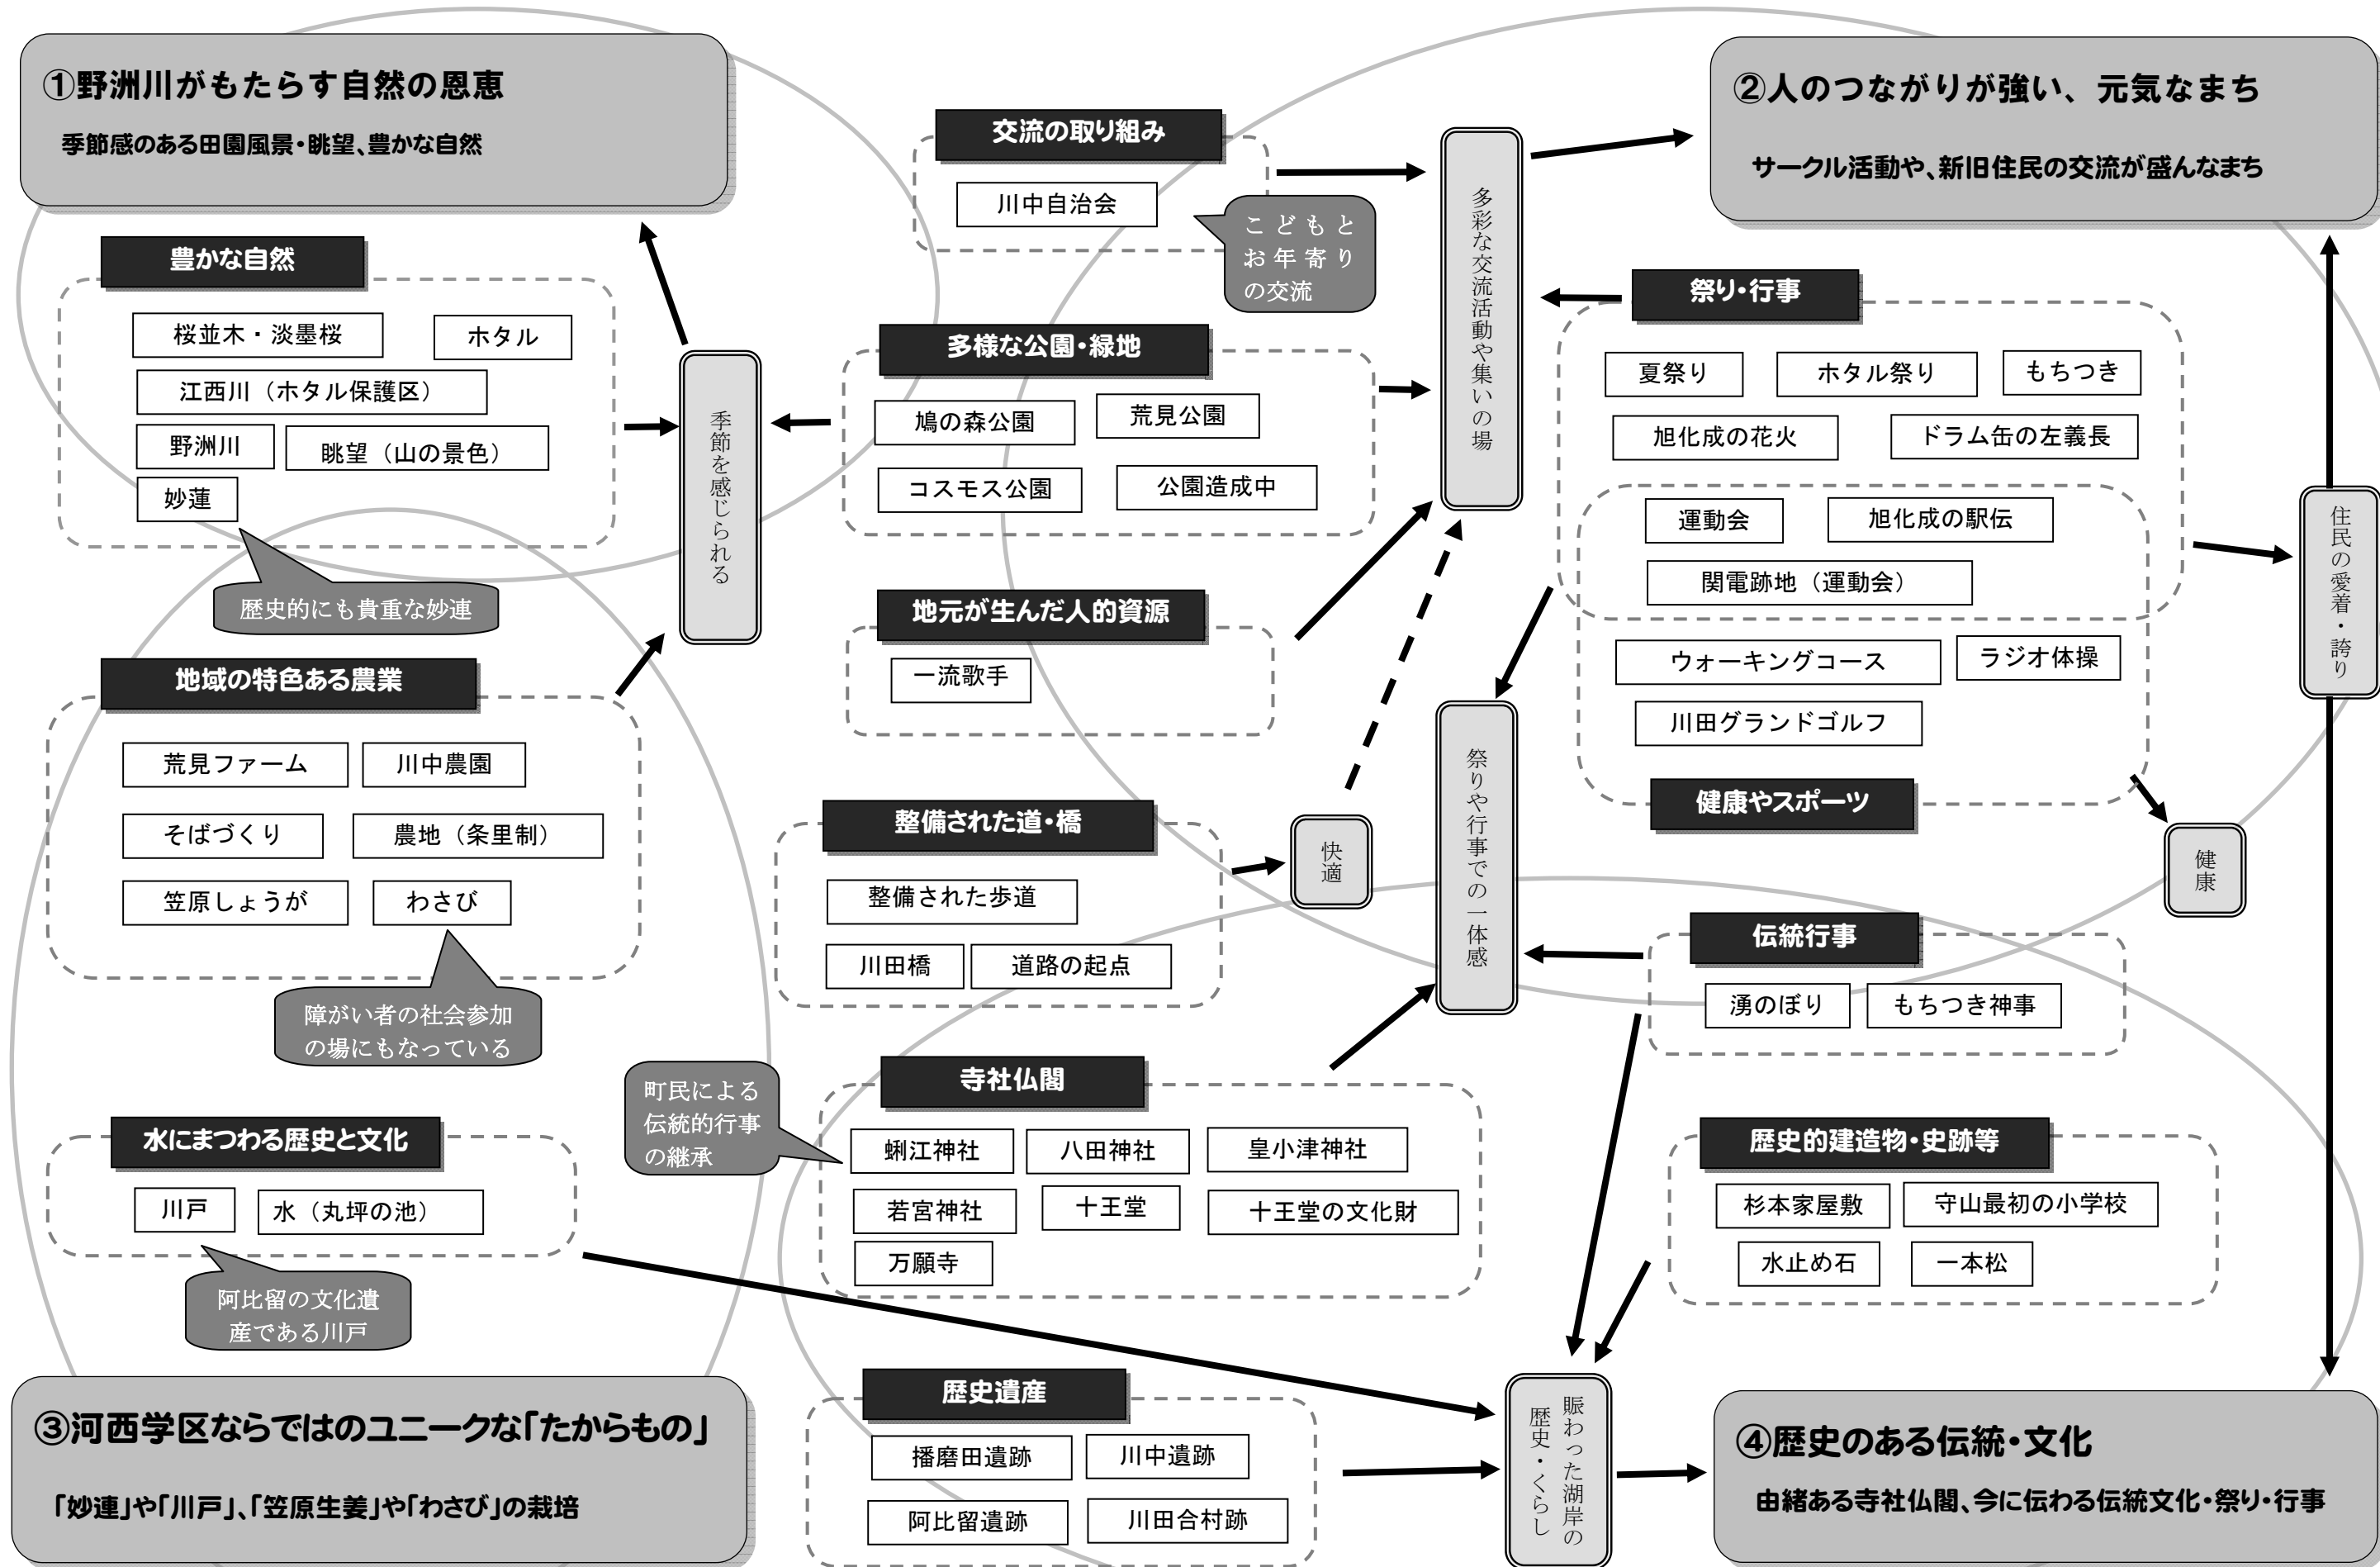 ①野洲川がもたらす自然の恩恵
季節感のある田園風景・眺望、豊かな自然
②人のつながりが強い、元気なまち
サークル活動や、新旧住民の交流が盛んなまち
交流の取り組み
川中自治会
こどもと
お年寄り
の交流
多彩な交流活動や集いの場
豊かな自然
桜並木・淡墨桜
ホタル
江西川(ホタル保護区)
野洲川
眺望(山の景色)
妙蓮
歴史的にも貴重な妙連
季節を感じられる
多様な公園・緑地
鳩の森公園
荒見公園
コスモス公園
公園造成中
祭り・行事
夏祭り
ホタル祭り
もちつき
旭化成の花火
ドラム缶の左義長
運動会
旭化成の駅伝
関電跡地(運動会)
ウォーキングコース
ラジオ体操
川田グランドゴルフ
健康やスポーツ
住民の愛着・誇り
健康
地元が生んだ人的資源
一流歌手
地域の特色ある農業
荒見ファーム
川中農園
そばづくり
農地(条里制)
笠原しょうが
わさび
障がい者の社会参加
の場にもなっている
整備された道・橋
整備された歩道
川田橋
道路の起点
快適
祭りや行事での一体感
伝統行事
湧のぼり
もちつき神事
水にまつわる歴史と文化
川戸
水(丸坪の池)
阿比留の文化遺
産である川戸
町民による
伝統的行事
の継承
寺社仏閣
蜊江神社
八田神社
皇小津神社
若宮神社
十王堂
十王堂の文化財
万願寺
歴史的建造物・史跡等
杉本家屋敷
守山最初の小学校
水止め石
一本松
③河西学区ならではのユニークな「たからもの」
「妙連」や「川戸」、「笠原生姜」や「わさび」の栽培
歴史遺産
播磨田遺跡
川中遺跡
阿比留遺跡
川田合村跡
賑わった湖岸の
歴史・くらし
④歴史のある伝統・文化
由緒ある寺社仏閣、今に伝わる伝統文化・祭り・行事